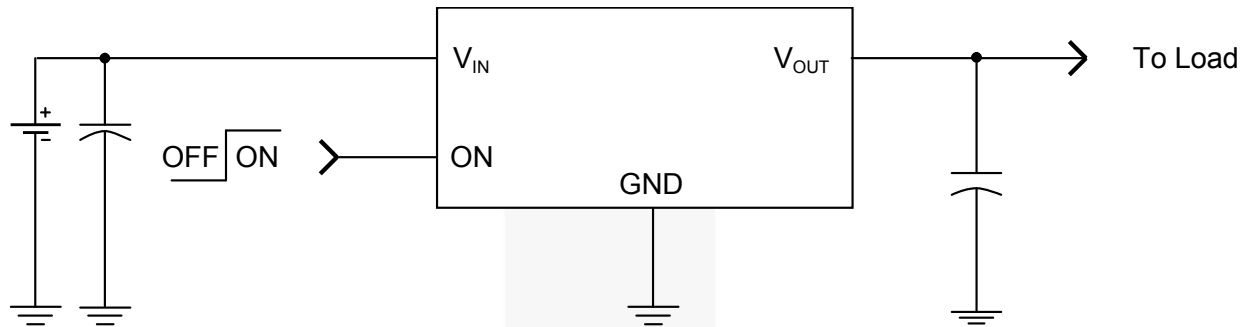 V_IN
V_OUT
To Load
+
-
OFF ON
ON
GND